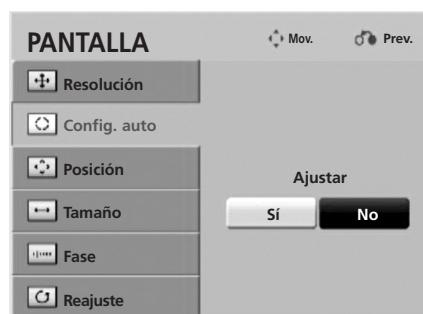 PANTALLA
Mov.
Prev.
Resolución
Config. auto
Posición
Tamaño
Fase
Reajuste
Ajustar
Sí
No